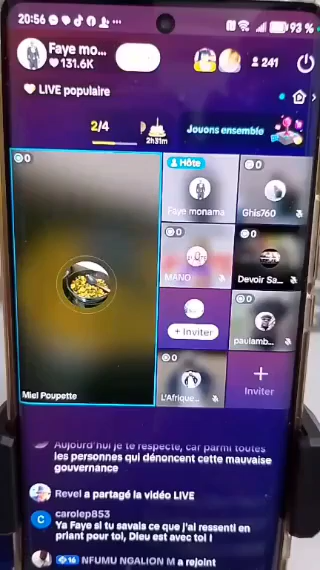 20:56
93 %
Faye mo...
131.6K
241
LIVE populaire
2/4
2h31m
Jouons ensemble
0
Hôte
Faye monama
0
Ghis760
0
MANO
0
Devoir Sa...
+ Inviter
0
paulamb...
0
L'Afrique...
+
Inviter
Miel Poupette
Aujourd'hui je te respecte, car parmi toutes
les personnes qui dénoncent cette mauvaise
gouvernance
Revel a partagé la vidéo LIVE
C
carolep853
Ya Faye si tu savais ce que j'ai ressenti en
priant pour toi, Dieu est avec toi !
16 NFUMU NGALION M a rejoint